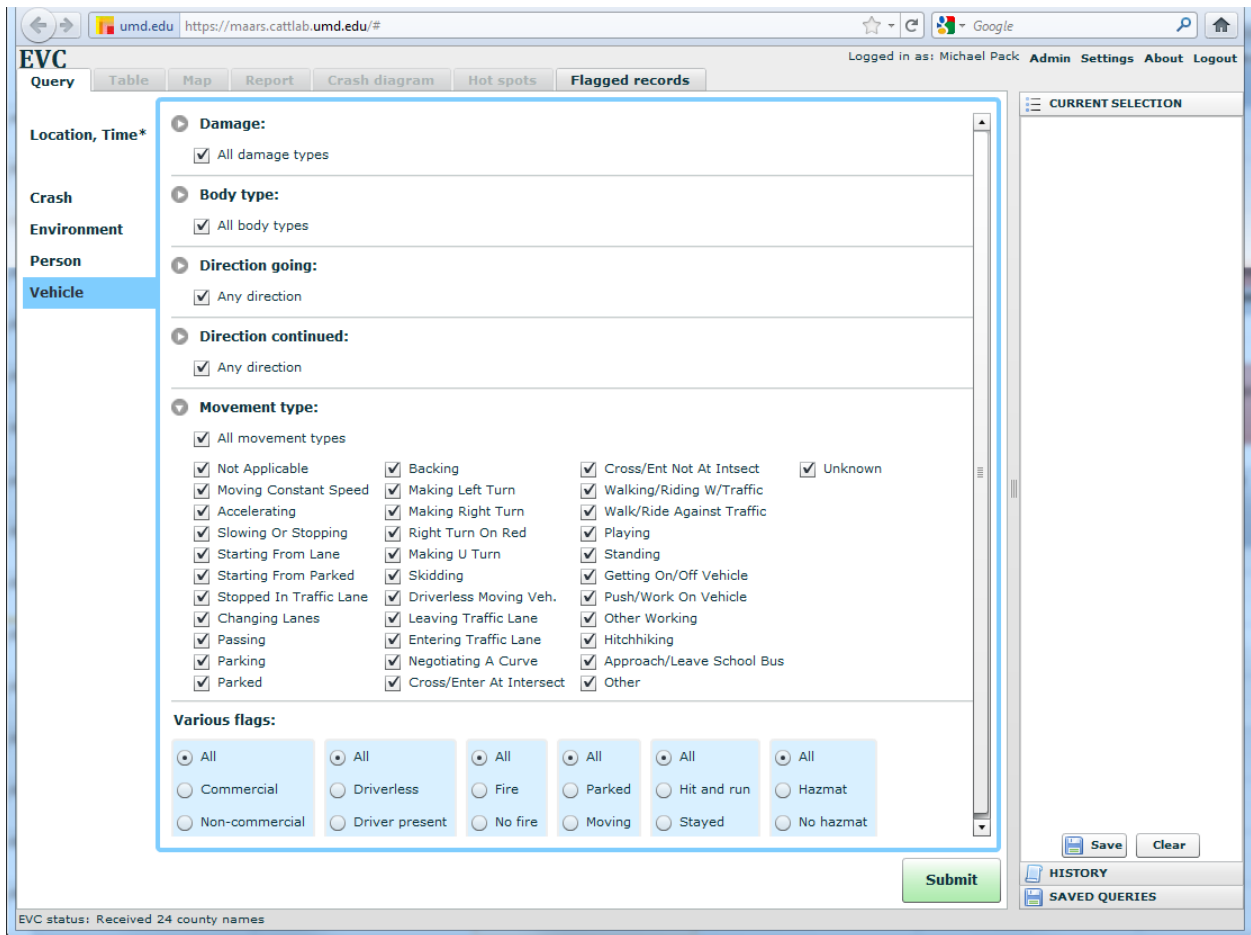 umd.edu https://maars.cattlab.umd.edu/# Google
EVC Logged in as: Michael Pack Admin Settings About Logout
Query Table Map Report Crash diagram Hot spots Flagged records
Location, Time*
Crash
Environment
Person
Vehicle
Damage:
All damage types
Body type:
All body types
Direction going:
Any direction
Direction continued:
Any direction
Movement type:
All movement types
Not Applicable Backing Cross/Ent Not At Intsect Unknown
Moving Constant Speed Making Left Turn Walking/Riding W/Traffic
Accelerating Making Right Turn Walk/Ride Against Traffic
Slowing Or Stopping Right Turn On Red Playing
Starting From Lane Making U Turn Standing
Starting From Parked Skidding Getting On/Off Vehicle
Stopped In Traffic Lane Driverless Moving Veh. Push/Work On Vehicle
Changing Lanes Leaving Traffic Lane Other Working
Passing Entering Traffic Lane Hitchhiking
Parking Negotiating A Curve Approach/Leave School Bus
Parked Cross/Enter At Intersect Other
Various flags:
All All All All All All
Commercial Driverless Fire Parked Hit and run Hazmat
Non-commercial Driver present No fire Moving Stayed No hazmat
Submit
CURRENT SELECTION
Save Clear
HISTORY
SAVED QUERIES
EVC status: Received 24 county names